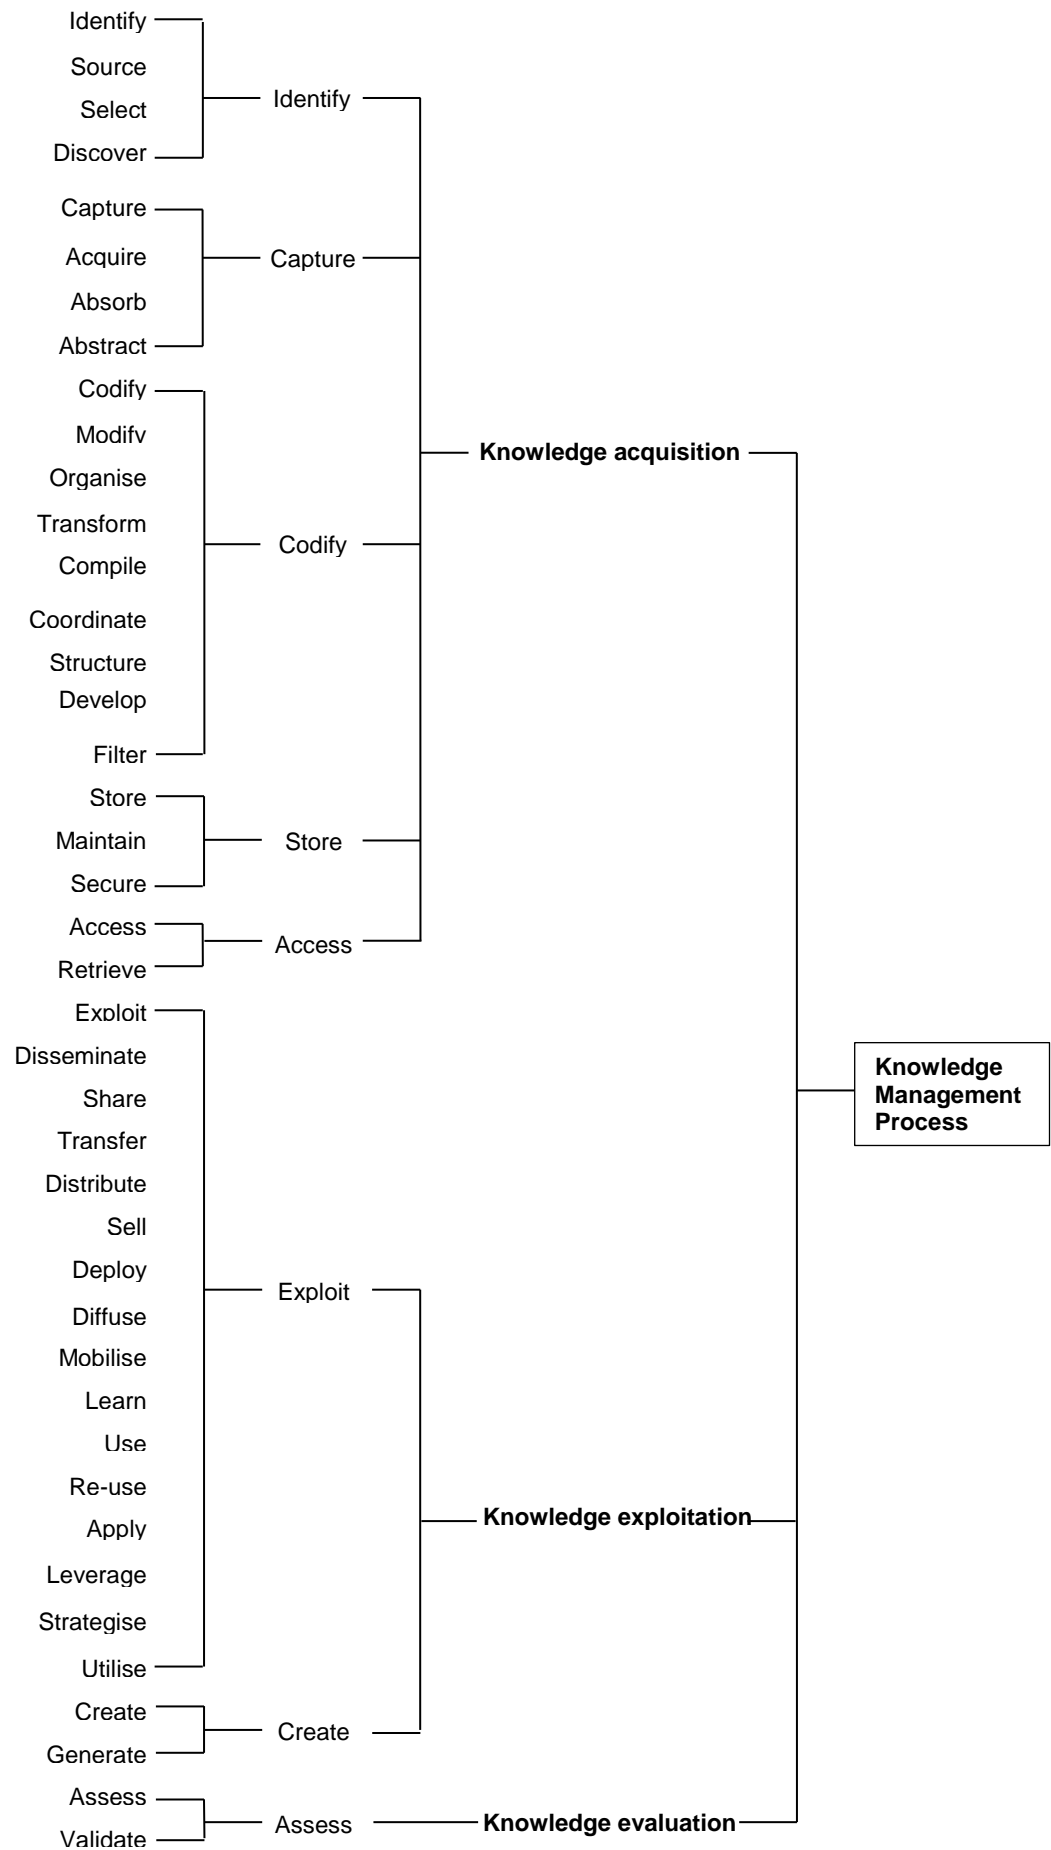 Identify
Source
Select
Discover
Identify
Capture
Acquire
Absorb
Abstract
Capture
Codify
Modify
Organise
Transform
Compile
Coordinate
Structure
Develop
Filter
Codify
Store
Maintain
Secure
Store
Access
Retrieve
Access
Knowledge acquisition
Exploit
Disseminate
Share
Transfer
Distribute
Sell
Deploy
Diffuse
Mobilise
Learn
Use
Re-use
Apply
Leverage
Strategise
Utilise
Exploit
Create
Generate
Create
Knowledge exploitation
Assess
Validate
Assess
Knowledge evaluation
Knowledge
Management
Process